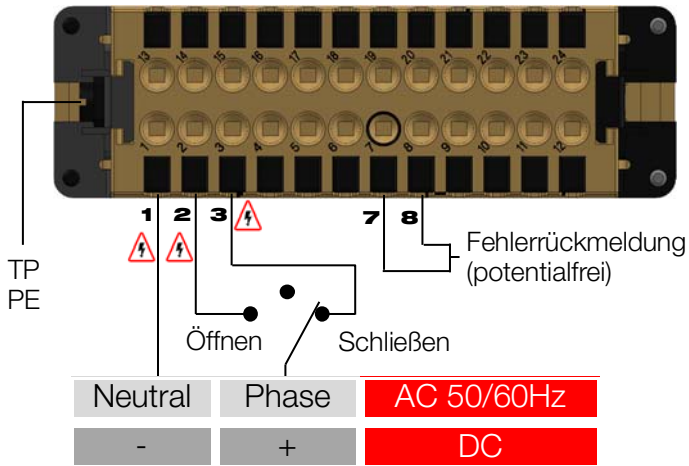 13 14 15 16 17 18 19 20 21 22 23 24
1 2 3 4 5 6 7 8 9 10 11 12
1 2 3 7 8
Fehlerrückmeldung
(potentialfrei)
TP
PE
Öffnen Schließen
Neutral Phase AC 50/60Hz
- + DC